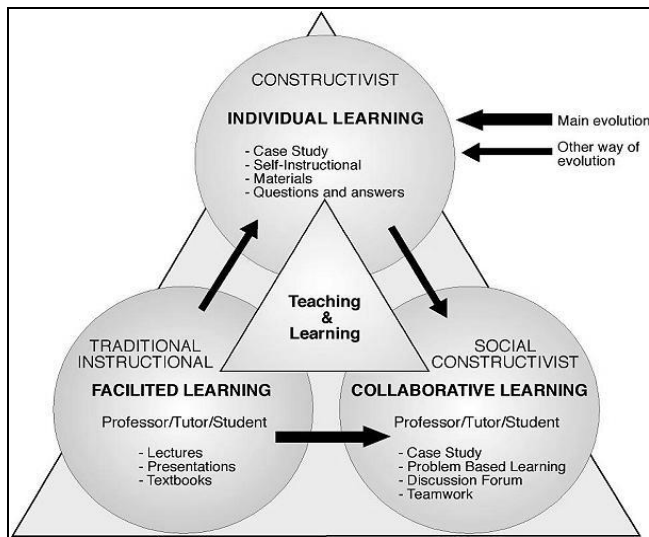 CONSTRUCTIVIST
INDIVIDUAL LEARNING
- Case Study
- Self-Instructional
- Materials
- Questions and answers
Main evolution
Other way of
evolution
Teaching
&
Learning
TRADITIONAL
INSTRUCTIONAL
FACILITED LEARNING
Professor/Tutor/Student
- Lectures
- Presentations
- Textbooks
SOCIAL
CONSTRUCTIVIST
COLLABORATIVE LEARNING
Professor/Tutor/Student
- Case Study
- Problem Based Learning
- Discussion Forum
- Teamwork